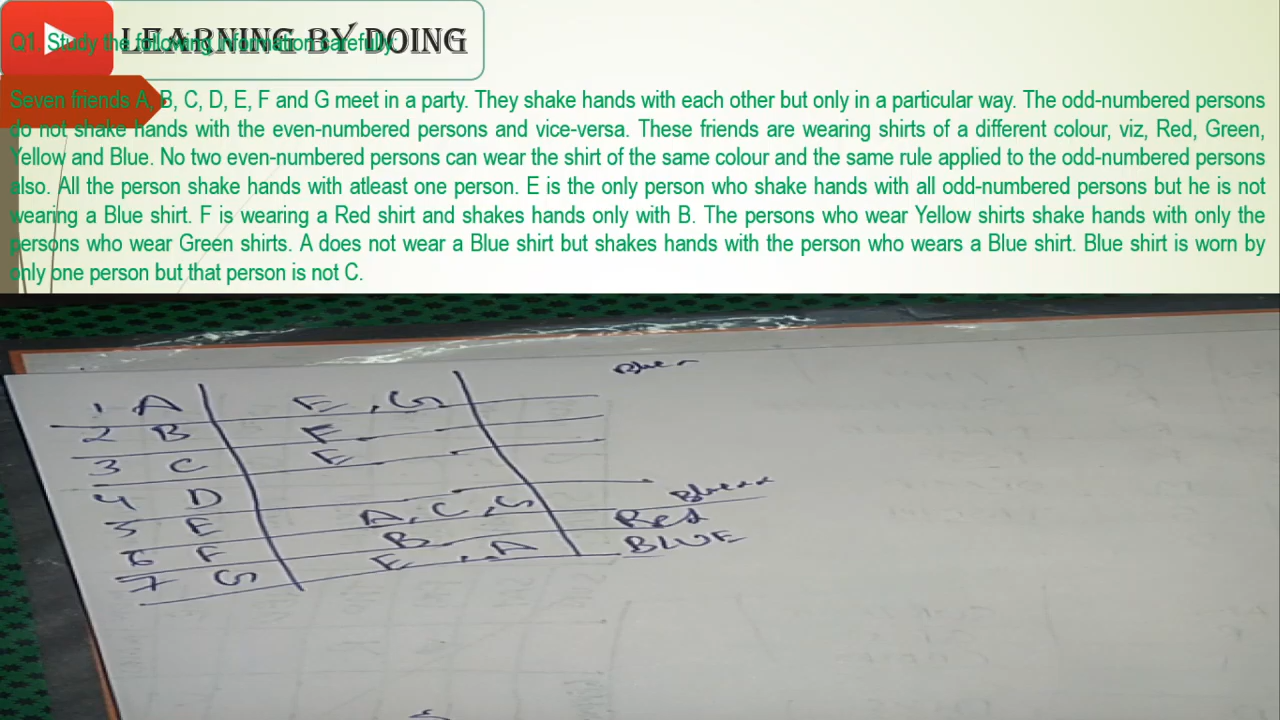 LEARNING BY DOING
Q1. Study the following information carefully:
Seven friends A, B, C, D, E, F and G meet in a party. They shake hands with each other but only in a particular way. The odd-numbered persons
do not shake hands with the even-numbered persons and vice-versa. These friends are wearing shirts of a different colour, viz, Red, Green,
Yellow and Blue. No two even-numbered persons can wear the shirt of the same colour and the same rule applied to the odd-numbered persons
also. All the person shake hands with atleast one person. E is the only person who shake hands with all odd-numbered persons but he is not
wearing a Blue shirt. F is wearing a Red shirt and shakes hands only with B. The persons who wear Yellow shirts shake hands with only the
persons who wear Green shirts. A does not wear a Blue shirt but shakes hands with the person who wears a Blue shirt. Blue shirt is worn by
only one person but that person is not C.
1 A E, G Blue x
2 B F
3 C E
4 D
5 E A, C, G Blue x
6 F B Red
7 G E, A BLUE